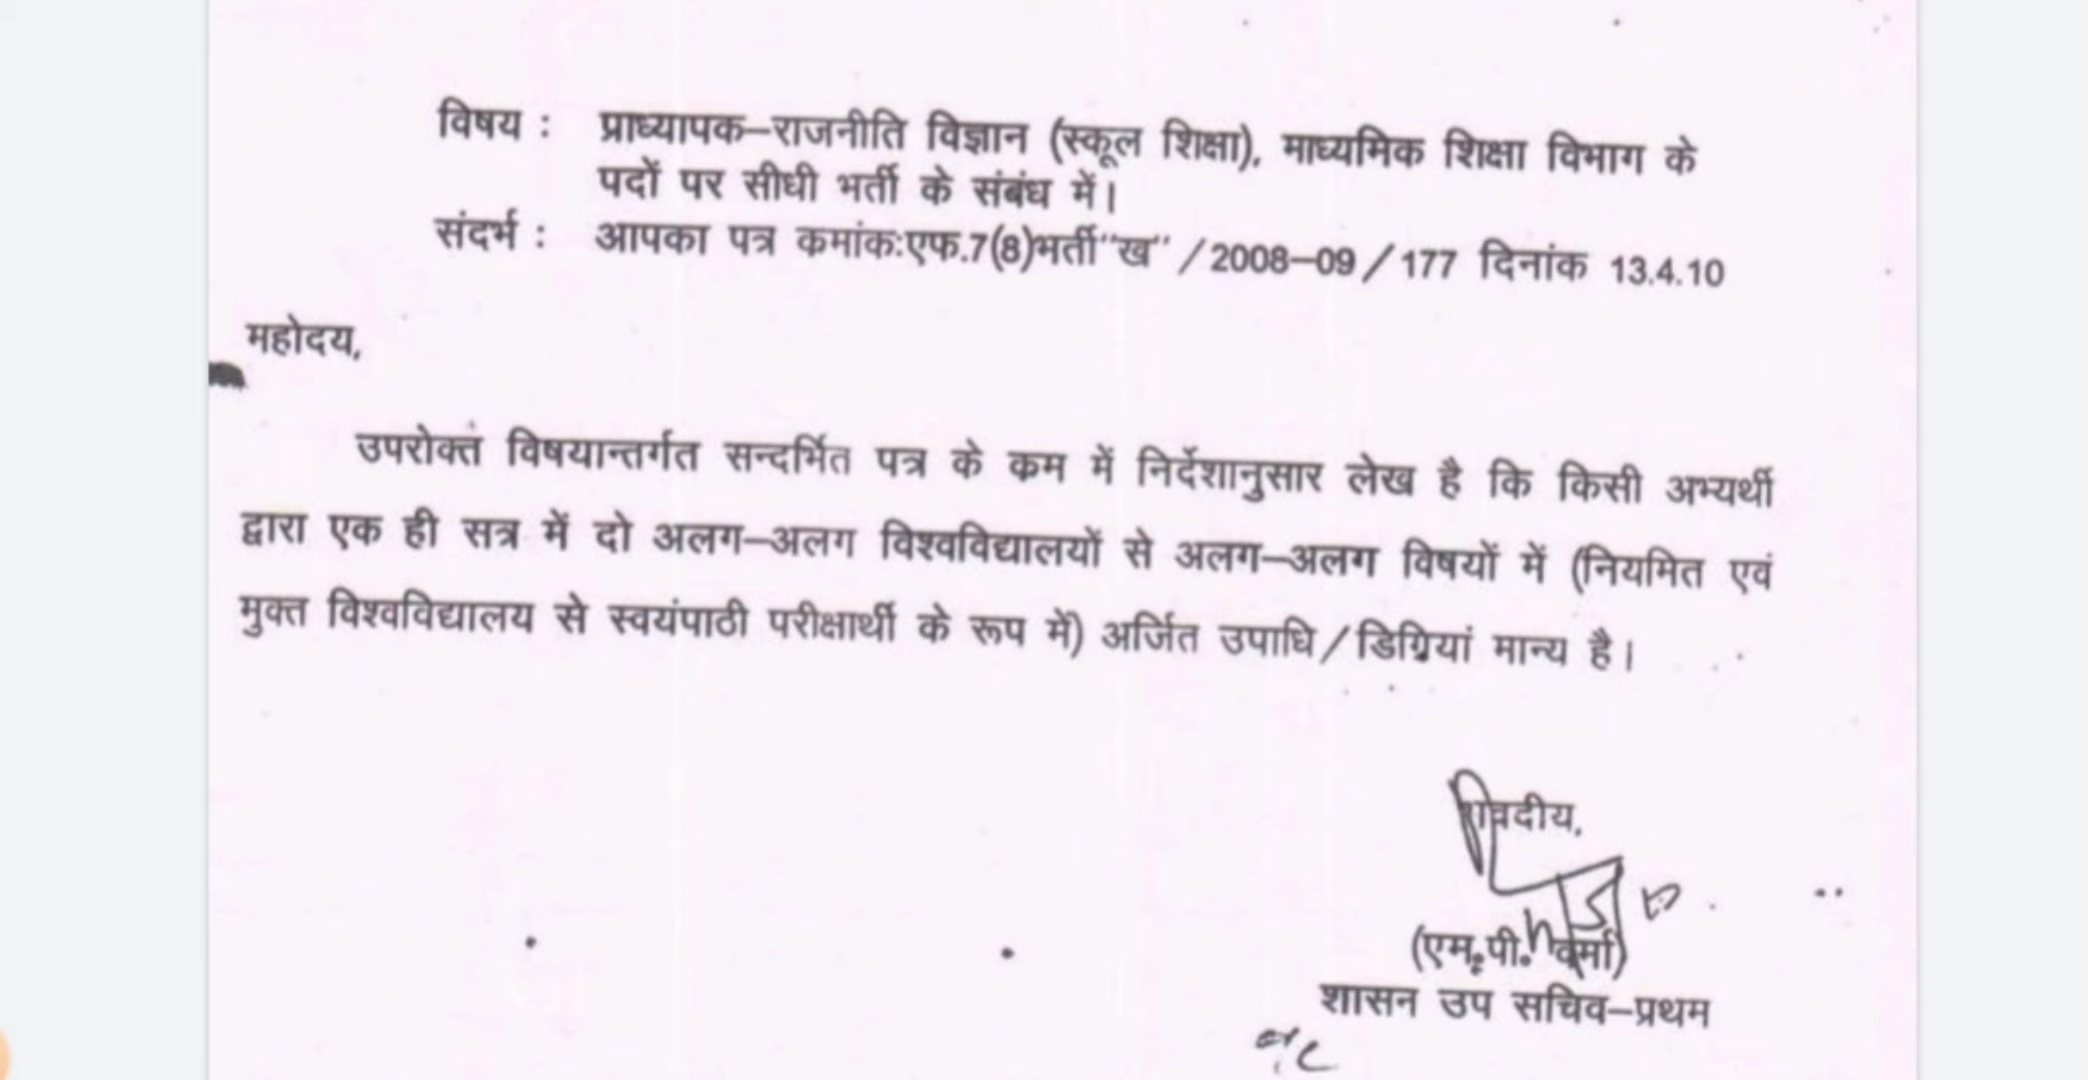 विषय : प्राध्यापक–राजनीति विज्ञान (स्कूल शिक्षा), माध्यमिक शिक्षा विभाग के
पदों पर सीधी भर्ती के संबंध में।
संदर्भ : आपका पत्र कमांक:एफ.7(8)भर्ती"ख" /2008–09/177 दिनांक 13.4.10
महोदय,
उपरोक्त विषयान्तर्गत सन्दर्भित पत्र के क्रम में निर्देशानुसार लेख है कि किसी अभ्यर्थी
द्वारा एक ही सत्र में दो अलग–अलग विश्वविद्यालयों से अलग–अलग विषयों में (नियमित एवं
मुक्त विश्वविद्यालय से स्वयंपाठी परीक्षार्थी के रूप में) अर्जित उपाधि/डिग्रियां मान्य है।
भवदीय,
(एम.पी. वर्मा)
शासन उप सचिव–प्रथम